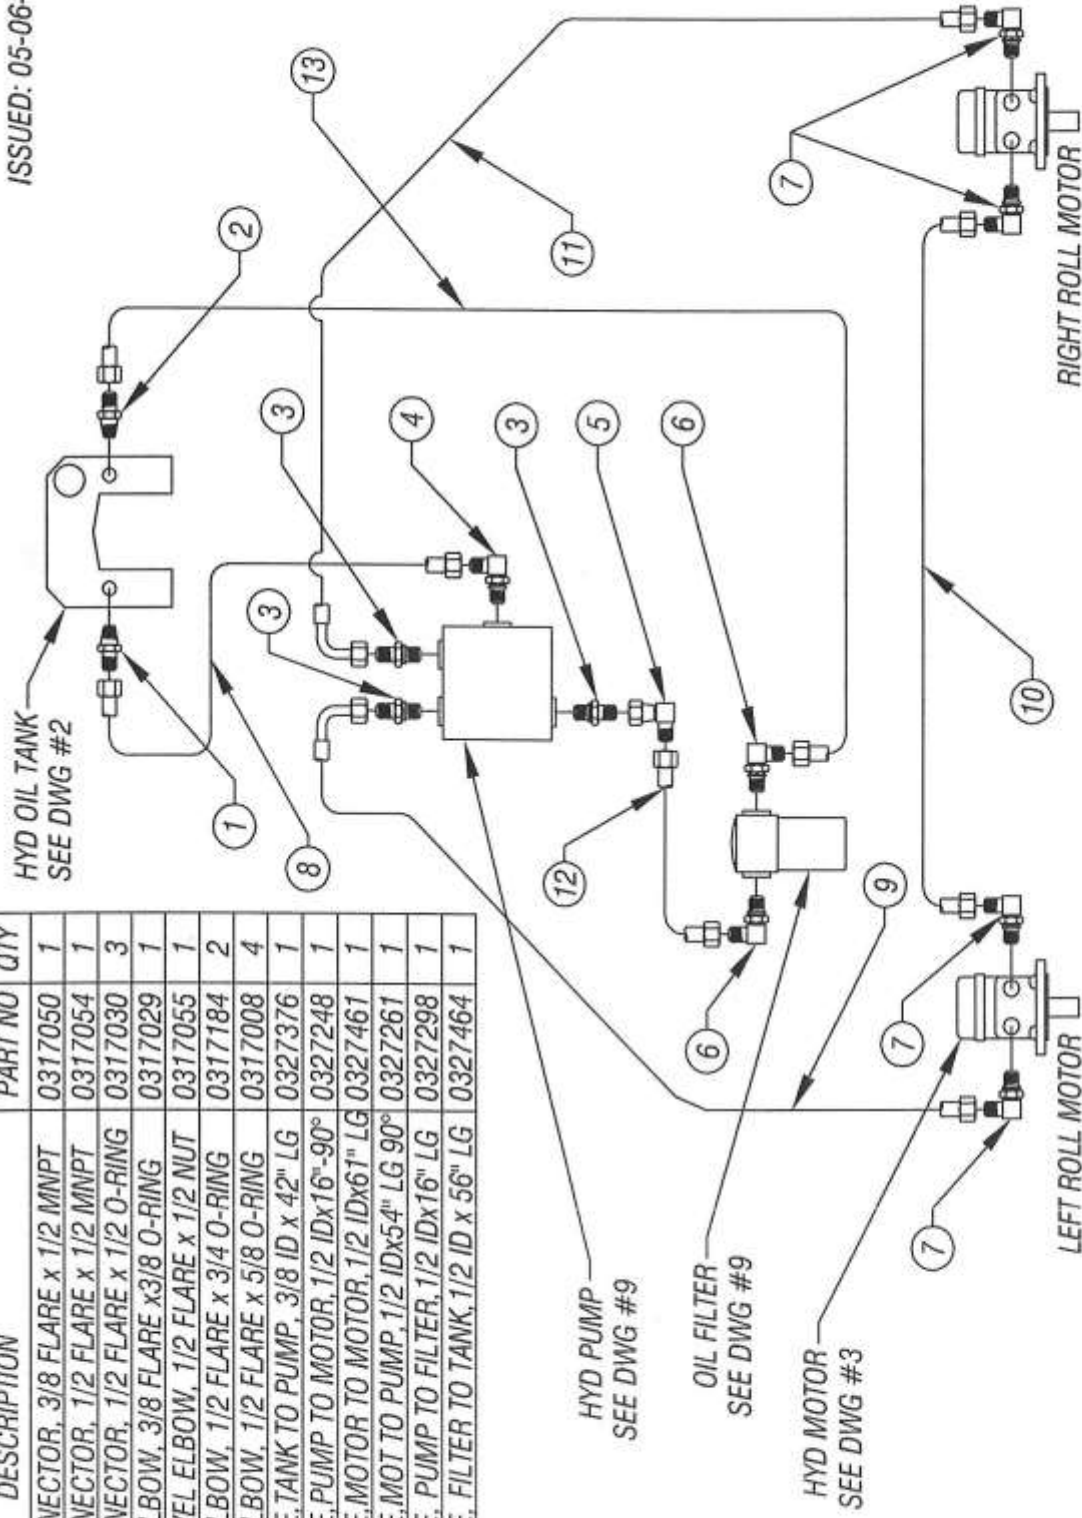 ISSUED: 05-06-
DESCRIPTION PART NO QTY
NECTOR, 3/8 FLARE x 1/2 MNPT 0317050 1
NECTOR, 1/2 FLARE x 1/2 MNPT 0317054 1
NECTOR, 1/2 FLARE x 1/2 O-RING 0317030 3
LBOW, 3/8 FLARE x3/8 O-RING 0317029 1
VEL ELBOW, 1/2 FLARE x 1/2 NUT 0317055 1
LBOW, 1/2 FLARE x 3/4 O-RING 0317184 2
LBOW, 1/2 FLARE x 5/8 O-RING 0317008 4
E,TANK TO PUMP, 3/8 ID x 42" LG 0327376 1
E,PUMP TO MOTOR,1/2 IDx16"-90° 0327248 1
E,MOTOR TO MOTOR,1/2 IDx61" LG 0327461 1
E,MOT TO PUMP,1/2 IDx54" LG 90° 0327261 1
E, PUMP TO FILTER,1/2 IDx16" LG 0327298 1
E, FILTER TO TANK,1/2 ID x 56" LG 0327464 1
HYD OIL TANK
SEE DWG #2
1
2
13
8
3
3
4
11
3
5
12
6
6
7
HYD PUMP
SEE DWG #9
OIL FILTER
SEE DWG #9
9
10
7
7
HYD MOTOR
SEE DWG #3
LEFT ROLL MOTOR
RIGHT ROLL MOTOR